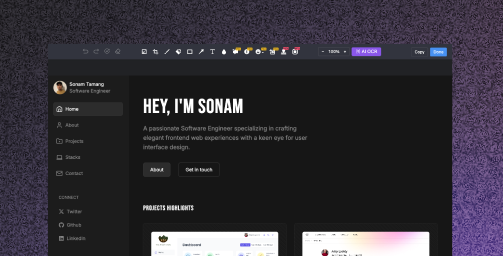 100%
AI OCR
Copy
Done
Sonam Tamang
Software Engineer
Home
About
Projects
Stacks
Contact
CONNECT
Twitter
Github
LinkedIn
HEY, I'M SONAM
A passionate Software Engineer specializing in crafting
elegant frontend web experiences with a keen eye for user
interface design.
About
Get in touch
PROJECTS HIGHLIGHTS
Dashboard